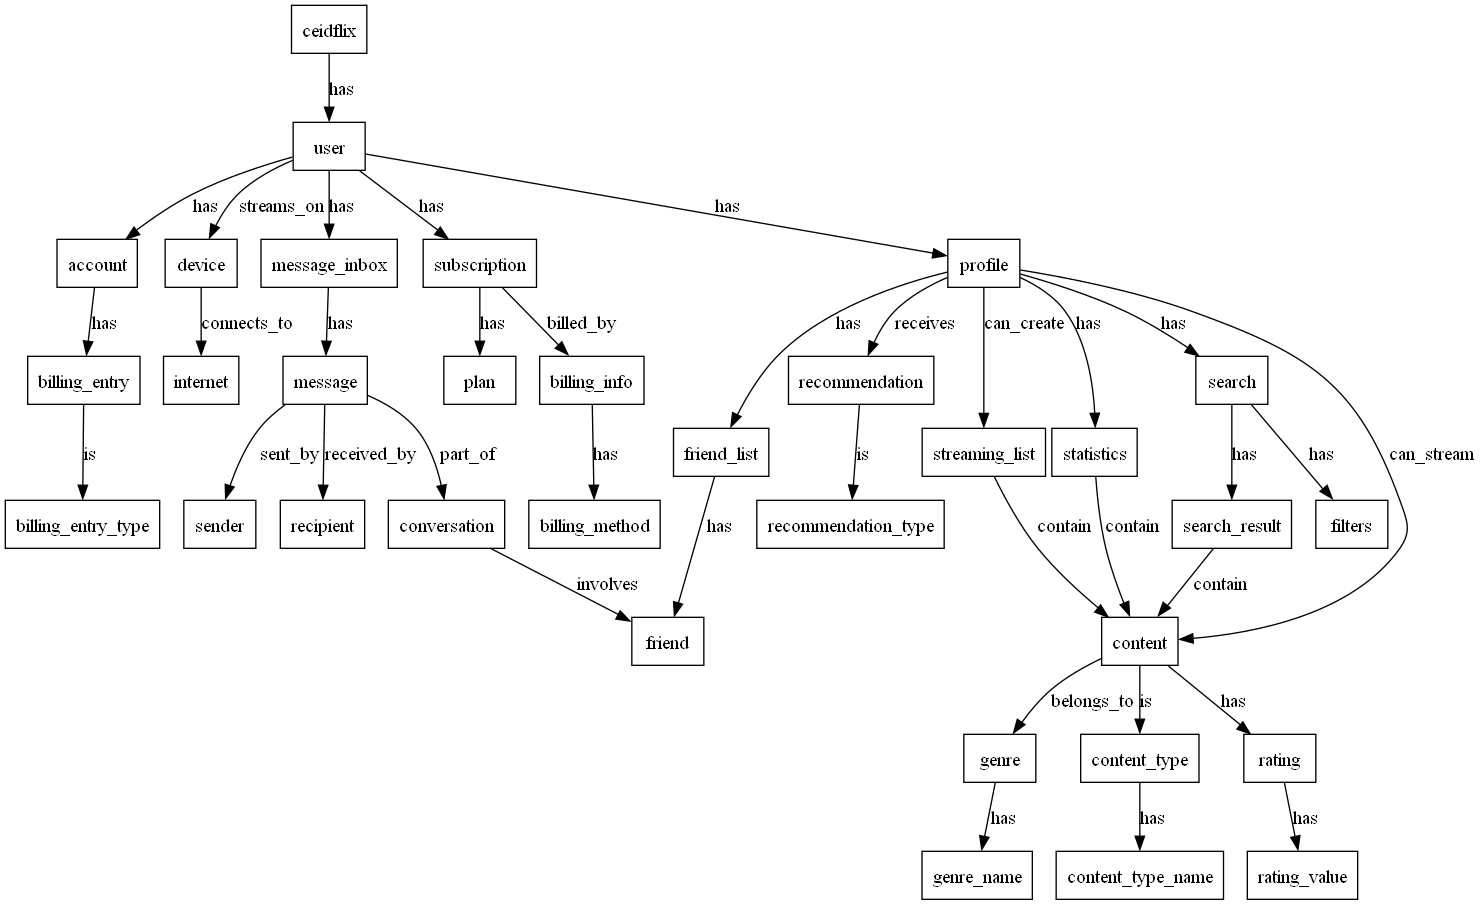 ceidflix
has
user
has
streams_on
has
has
has
account
device
message_inbox
subscription
profile
has
connects_to
has
has
billed_by
has
receives
can_create
has
has
billing_entry
internet
message
plan
billing_info
recommendation
search
is
sent_by
received_by
part_of
has
friend_list
is
streaming_list
statistics
has
has
can_stream
billing_entry_type
sender
recipient
conversation
billing_method
has
recommendation_type
contain
contain
search_result
filters
involves
contain
friend
content
belongs_to
is
has
genre
content_type
rating
has
has
has
genre_name
content_type_name
rating_value